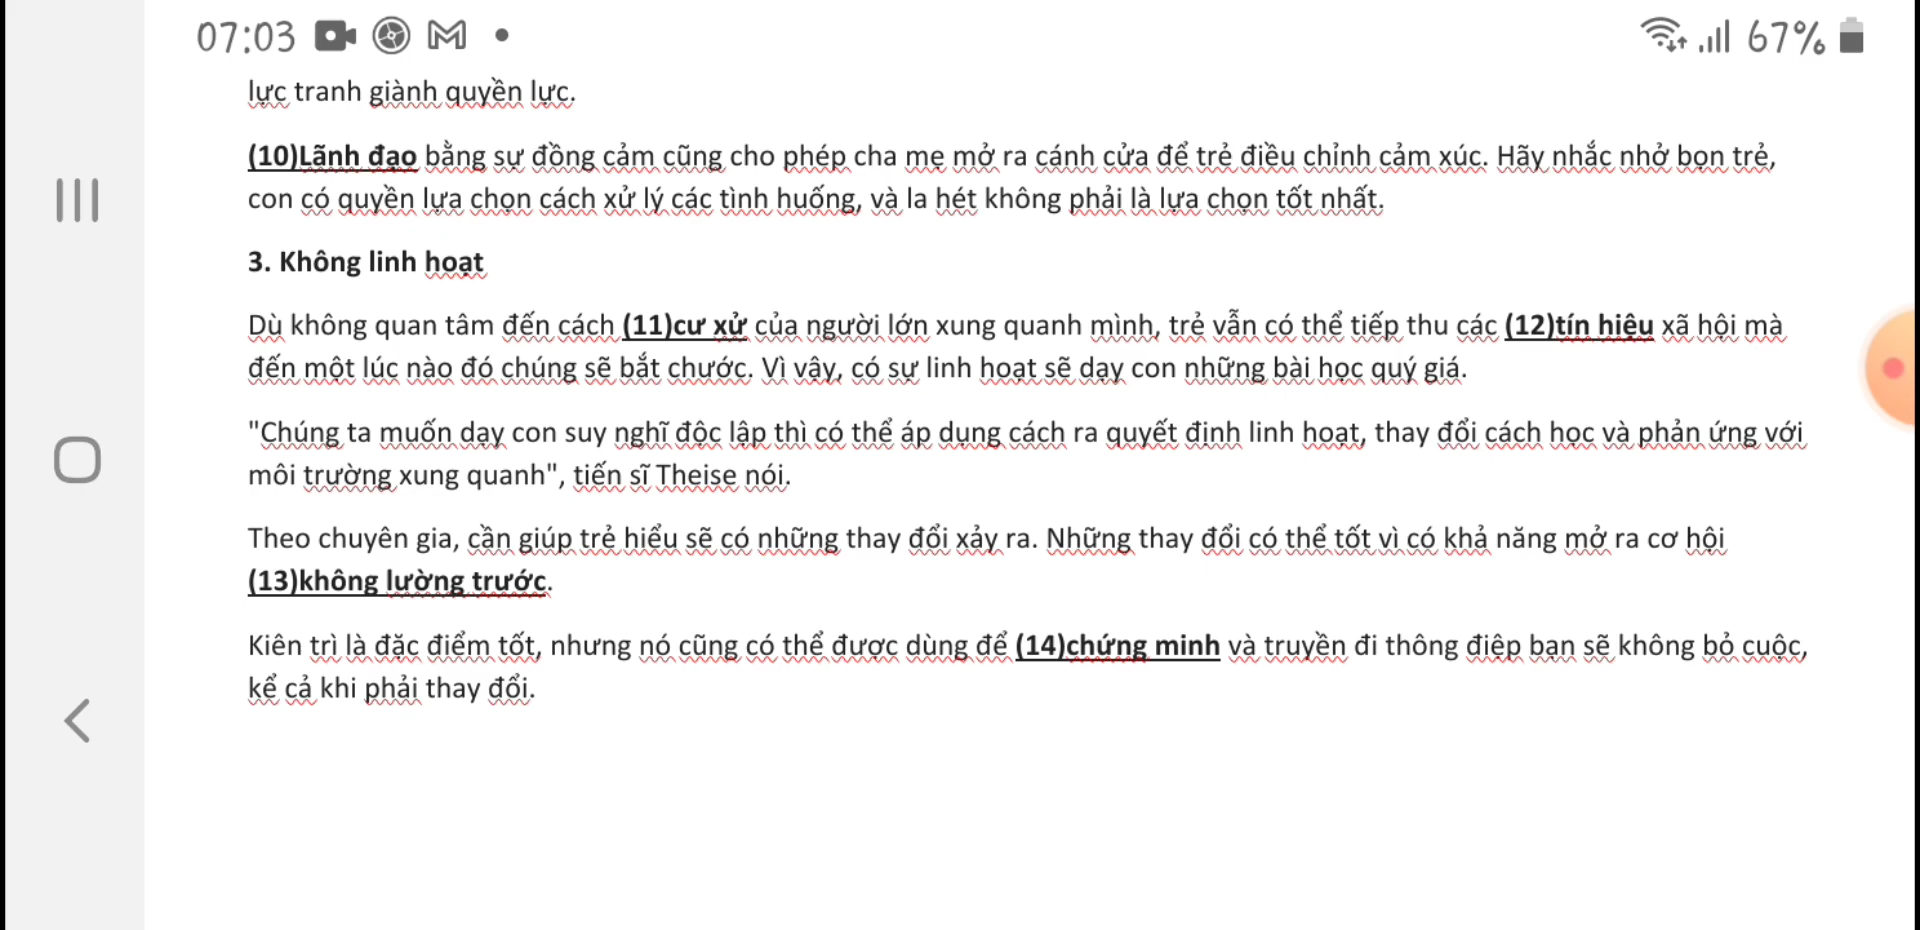 07:03 67%
lực tranh giành quyền lực.
(10)Lãnh đạo bằng sự đồng cảm cũng cho phép cha mẹ mở ra cánh cửa để trẻ điều chỉnh cảm xúc. Hãy nhắc nhở bọn trẻ,
con có quyền lựa chọn cách xử lý các tình huống, và la hét không phải là lựa chọn tốt nhất.
3. Không linh hoạt
Dù không quan tâm đến cách (11)cư xử của người lớn xung quanh mình, trẻ vẫn có thể tiếp thu các (12)tín hiệu xã hội mà
đến một lúc nào đó chúng sẽ bắt chước. Vì vậy, có sự linh hoạt sẽ dạy con những bài học quý giá.
"Chúng ta muốn dạy con suy nghĩ độc lập thì có thể áp dụng cách ra quyết định linh hoạt, thay đổi cách học và phản ứng với
môi trường xung quanh", tiến sĩ Theise nói.
Theo chuyên gia, cần giúp trẻ hiểu sẽ có những thay đổi xảy ra. Những thay đổi có thể tốt vì có khả năng mở ra cơ hội
(13)không lường trước.
Kiên trì là đặc điểm tốt, nhưng nó cũng có thể được dùng để (14)chứng minh và truyền đi thông điệp bạn sẽ không bỏ cuộc,
kể cả khi phải thay đổi.